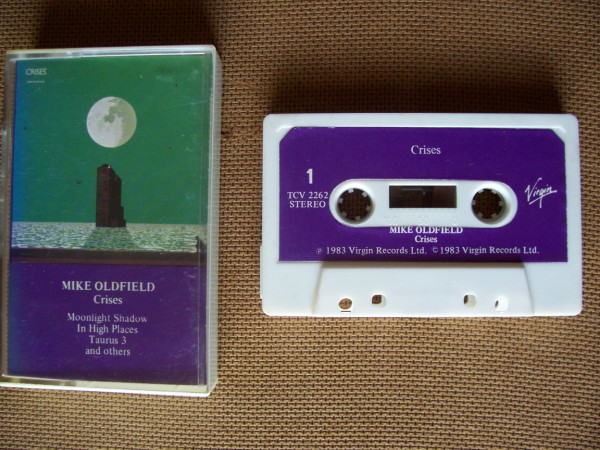 CRISES
MIKE OLDFIELD
Crises
Moonlight Shadow
In High Places
Taurus 3
and others
Crises
1
TCV 2262
STEREO
Virgin
MIKE OLDFIELD
Crises
℗ 1983 Virgin Records Ltd. © 1983 Virgin Records Ltd.